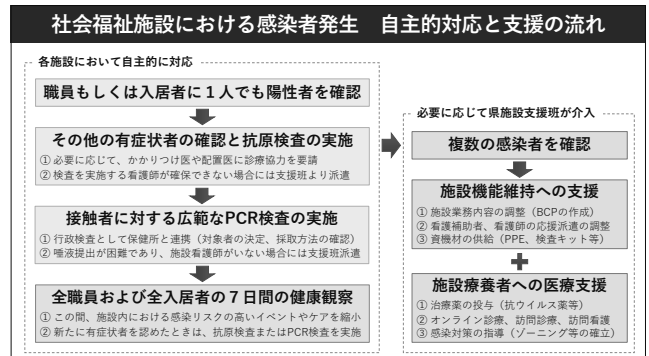 社会福祉施設における感染者発生　自主的対応と支援の流れ
各施設において自主的に対応
職員もしくは入居者に１人でも陽性者を確認
その他の有症状者の確認と抗原検査の実施
① 必要に応じて、かかりつけ医や配置医に診療協力を要請
② 検査を実施する看護師が確保できない場合には支援班より派遣
接触者に対する広範なPCR検査の実施
① 行政検査として保健所と連携（対象者の決定、採取方法の確認）
② 唾液提出が困難であり、施設看護師がいない場合には支援班派遣
全職員および全入居者の７日間の健康観察
① この間、施設内における感染リスクの高いイベントやケアを縮小
② 新たに有症状者を認めたときは、抗原検査またはPCR検査を実施
必要に応じて県施設支援班が介入
複数の感染者を確認
施設機能維持への支援
① 施設業務内容の調整（BCPの作成）
② 看護補助者、看護師の応援派遣の調整
③ 資機材の供給（PPE、検査キット等）
施設療養者への医療支援
① 治療薬の投与（抗ウイルス薬等）
② オンライン診療、訪問診療、訪問看護
③ 感染対策の指導（ゾーニング等の確立）